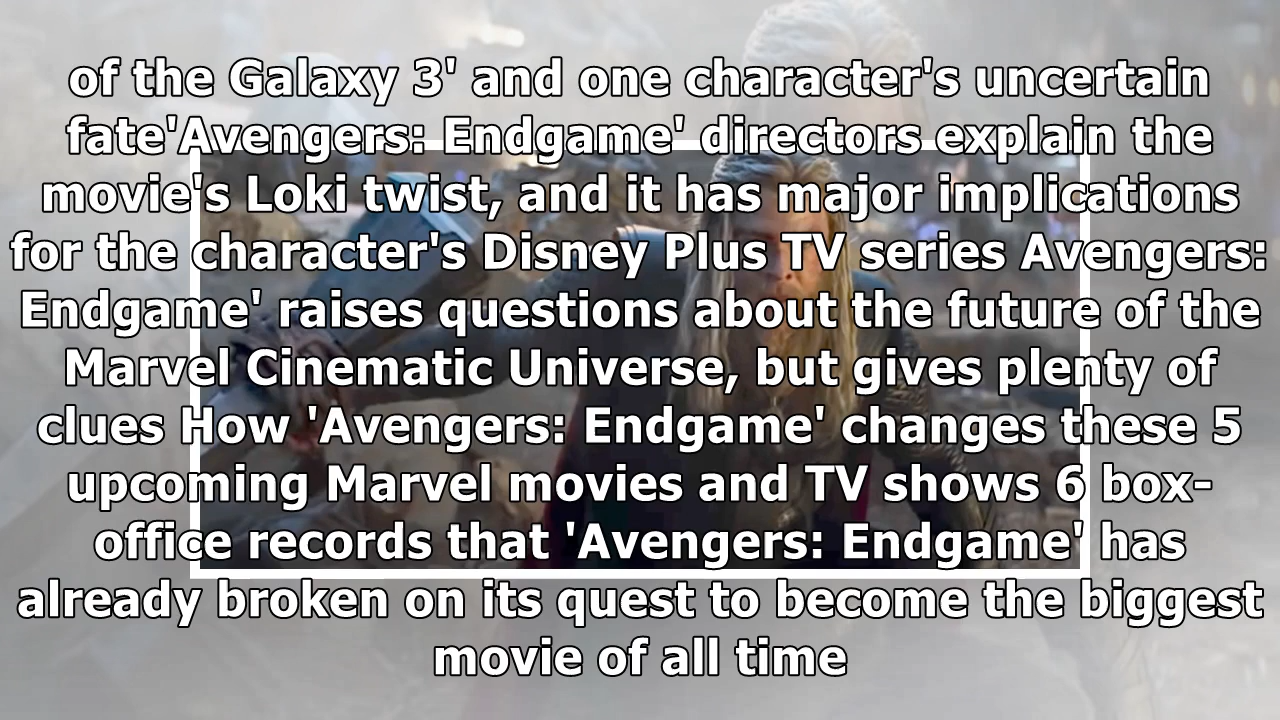 of the Galaxy 3' and one character's uncertain
fate'Avengers: Endgame' directors explain the
movie's Loki twist, and it has major implications
for the character's Disney Plus TV series Avengers:
Endgame' raises questions about the future of the
Marvel Cinematic Universe, but gives plenty of
clues How 'Avengers: Endgame' changes these 5
upcoming Marvel movies and TV shows 6 box-
office records that 'Avengers: Endgame' has
already broken on its quest to become the biggest
movie of all time